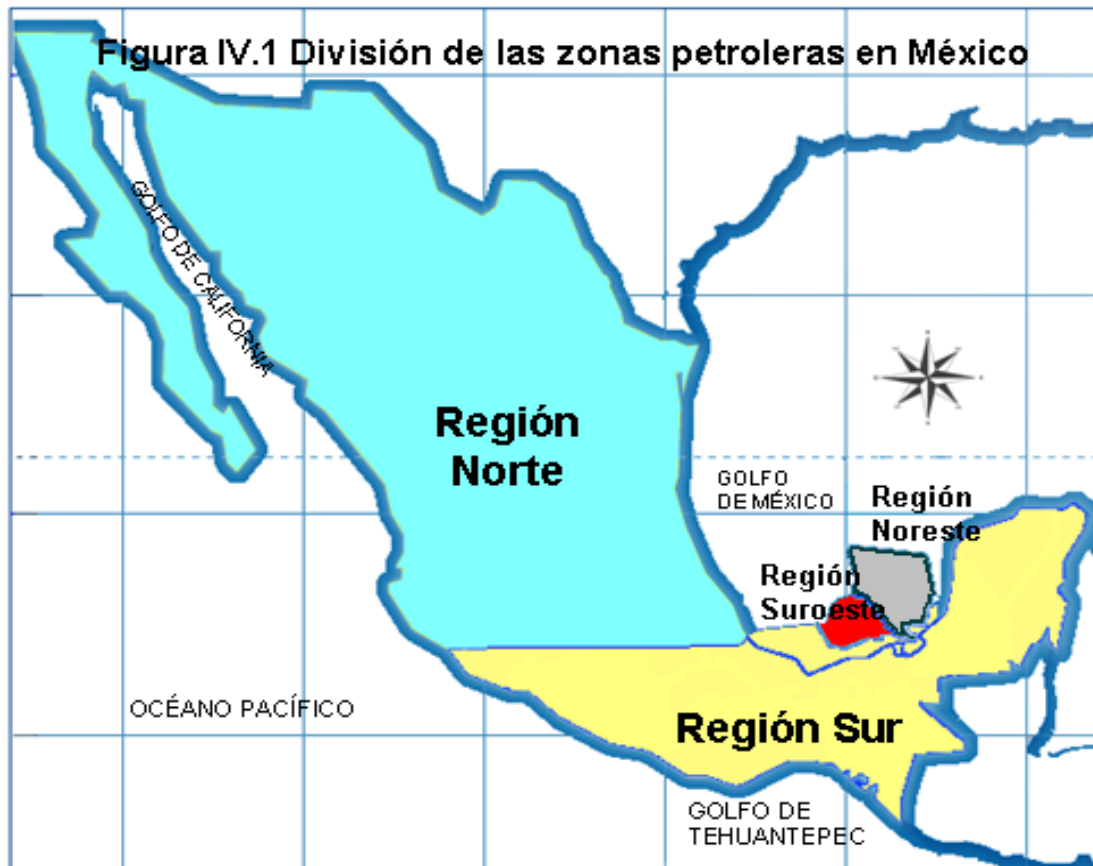 Figura IV.1 División de las zonas petroleras en México
GOLFO DE CALIFORNIA
Región
Norte
GOLFO
DE MÉXICO
Región
Noreste
Región
Suroeste
OCÉANO PACÍFICO
Región Sur
GOLFO DE
TEHUANTEPEC